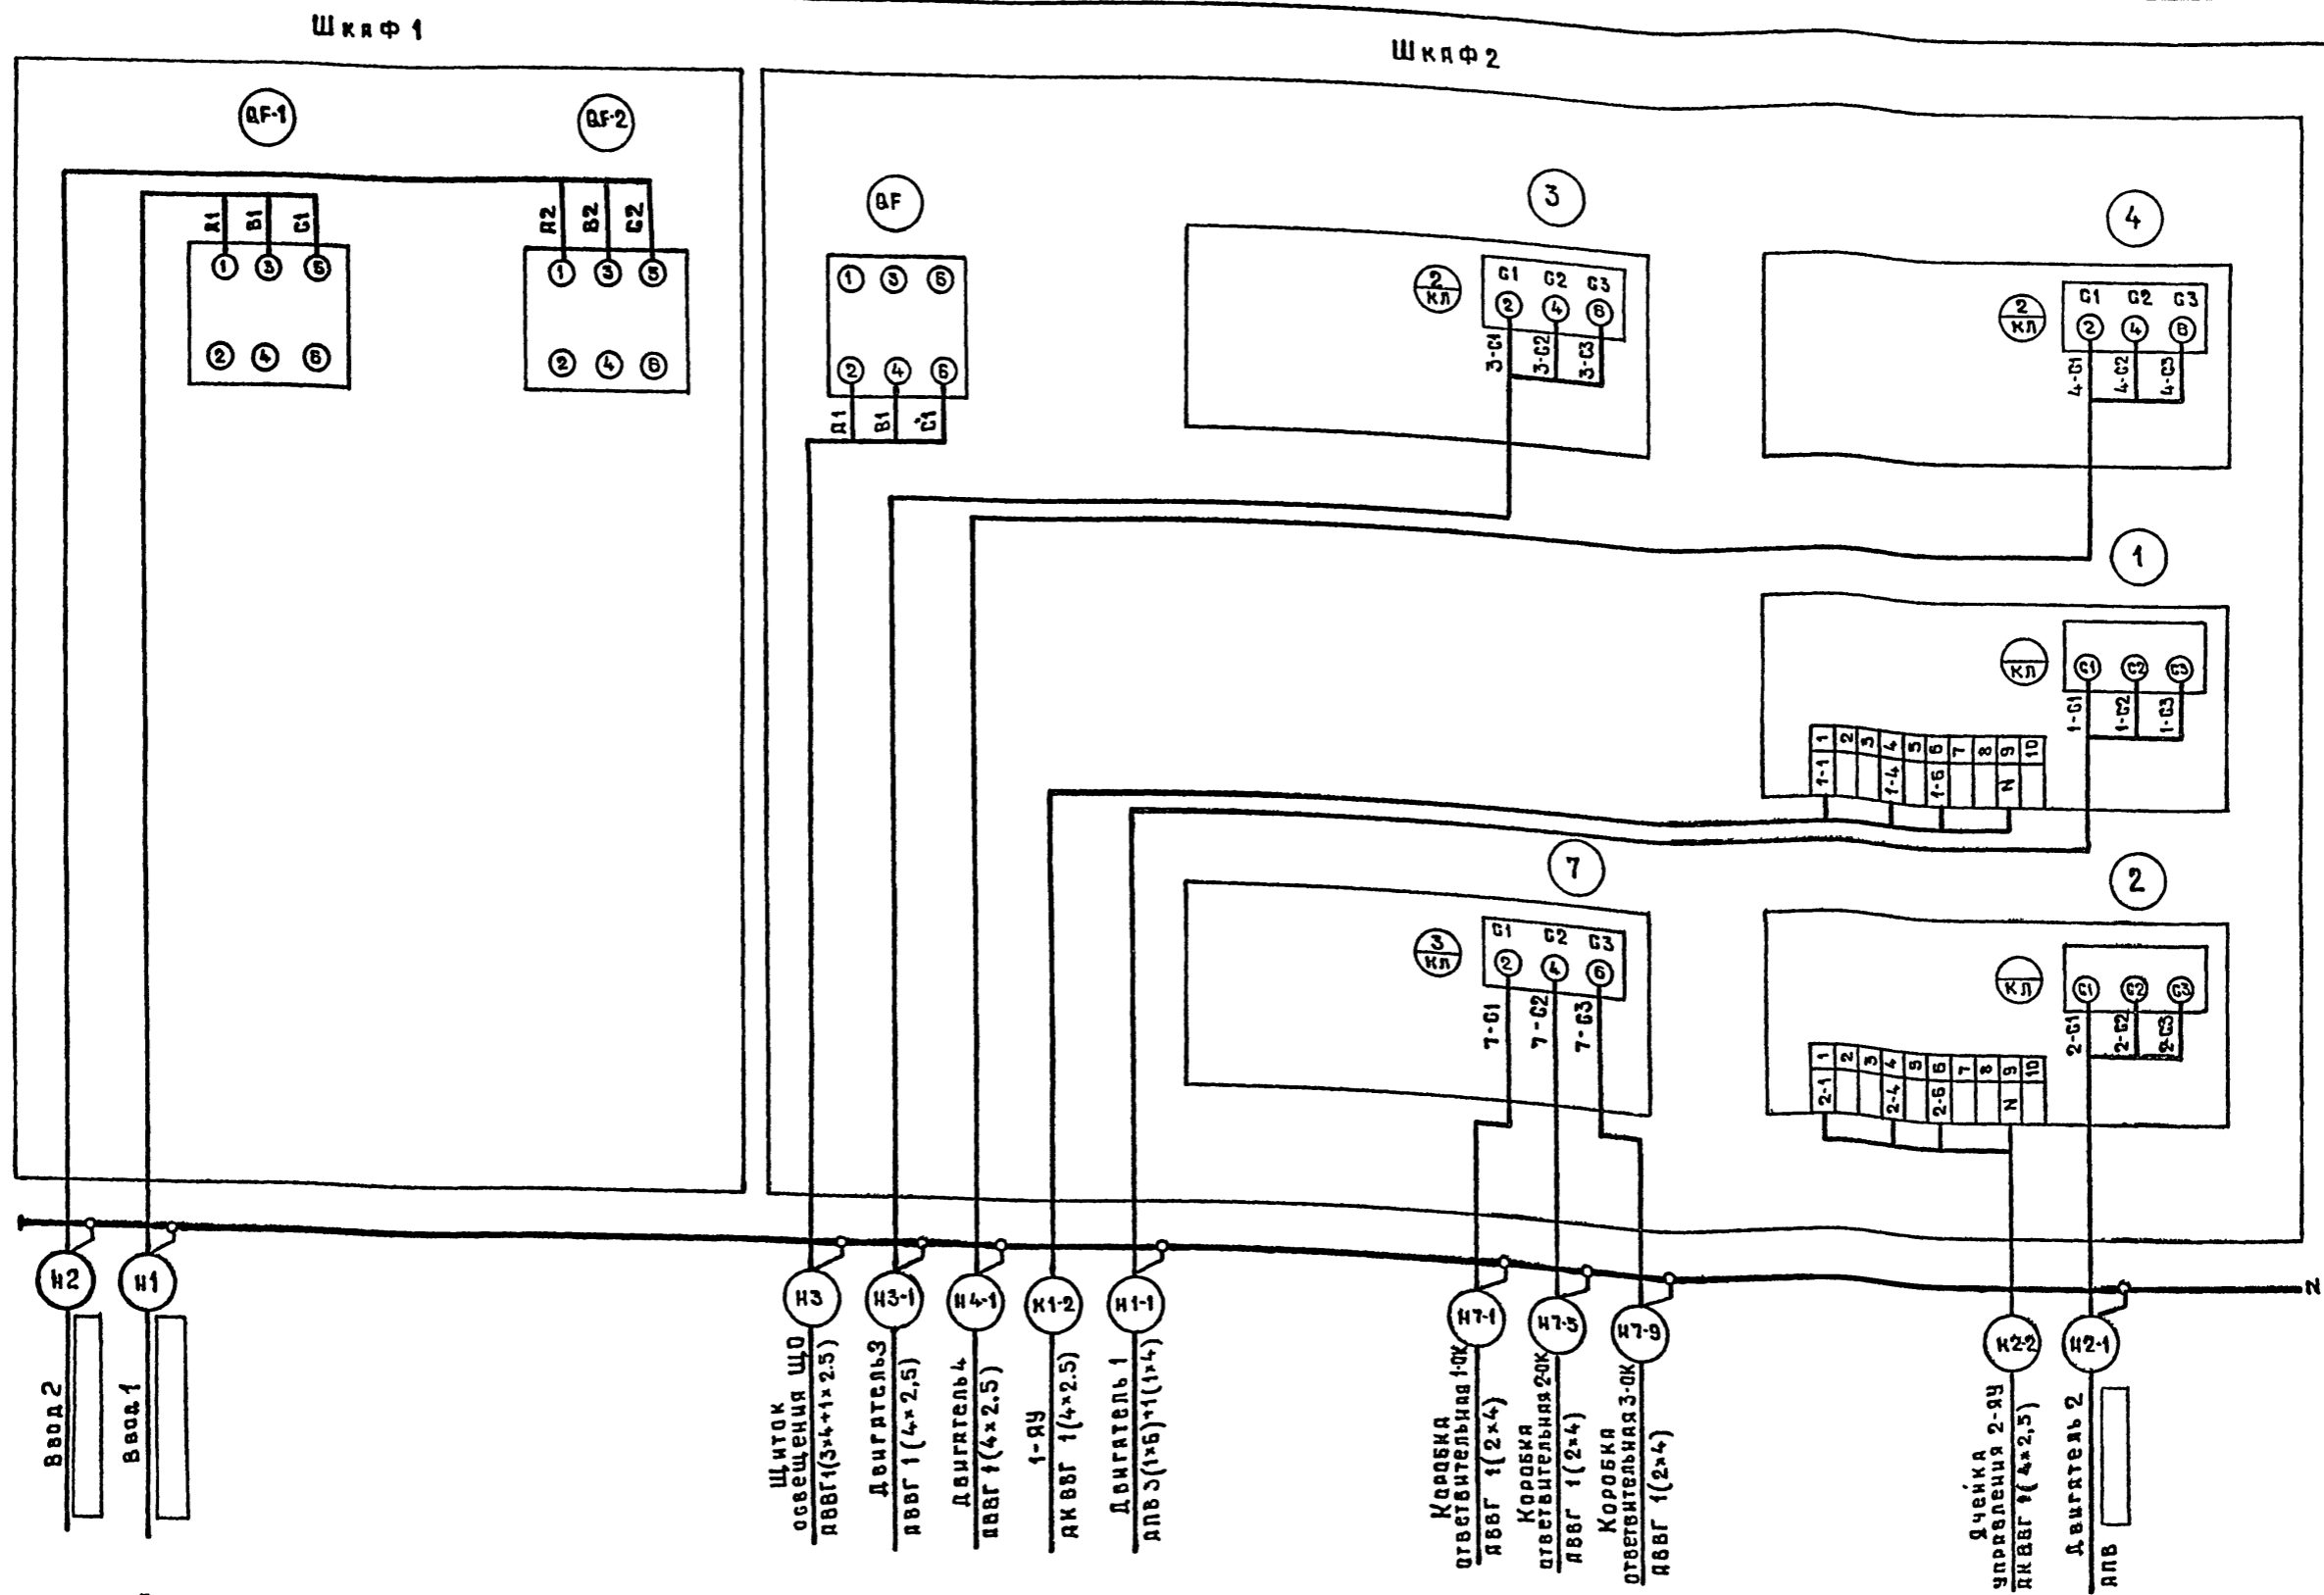 Шкаф 1
Шкаф 2
QF-1
QF-2
A1
B1
C1
1
3
5
2
4
6
A2
B2
C2
1
3
5
2
4
6
QF
1
3
5
2
4
6
A1
B1
C1
3
2
КЛ
C1 C2 C3
2 4 6
3-C1
3-C2
3-C3
4
2
КЛ
C1 C2 C3
2 4 6
4-C1
4-C2
4-C3
1
КЛ
C1 C2 C3
1-C1
1-C2
1-C3
1 2 3 4 5 6 7 8 9 10
1-1 1-4 1-6 N
7
3
КЛ
C1 C2 C3
2 4 6
7-C1
7-C2
7-C3
2
КЛ
C1 C2 C3
2-C1
2-C2
2-C3
1 2 3 4 5 6 7 8 9 10
2-1 2-4 2-6 N
N
Н2
Ввод 2
Н1
Ввод 1
Н3
Щиток
освещения ЩО
АВВГ1(3×4+1×2.5)
Н3-1
Двигатель3
АВВГ 1(4×2,5)
Н4-1
Двигатель 4
АВВГ 1(4×2.5)
К1-2
1-ЯУ
АКВВГ 1(4×2.5)
Н1-1
Двигатель 1
АПВ3(1×6)+1(1×4)
Н7-1
Коробка
ответвительная 1-ОК
АВВГ 1(2×4)
Н7-5
Коробка
ответвительная 2-ОК
АВВГ 1(2×4)
Н7-9
Коробка
ответвительная 3-ОК
АВВГ 1(2×4)
К2-2
Ячейка
управления 2-ЯУ
АКВВГ 1(4×2,5)
Н2-1
Двигатель 2
АПВ